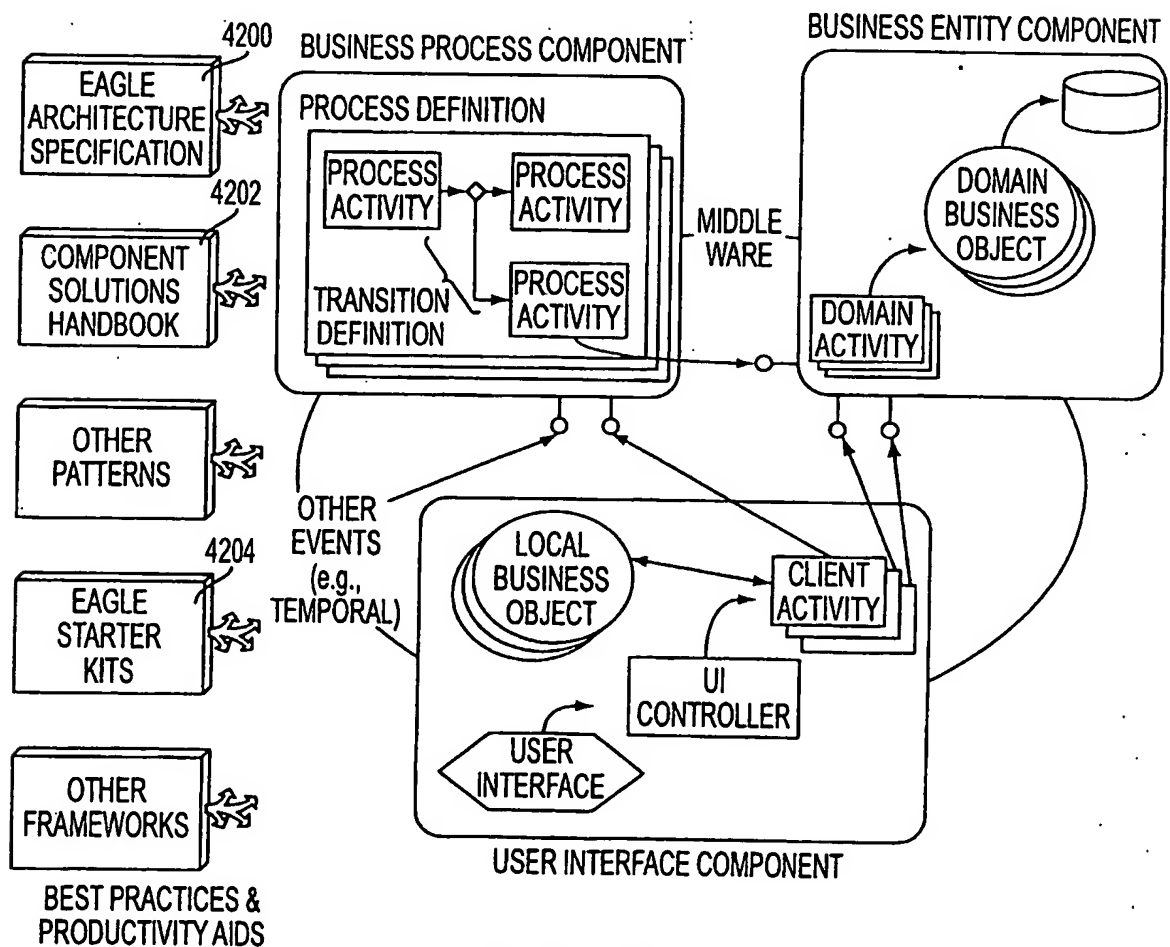 4200
EAGLE
ARCHITECTURE
SPECIFICATION
4202
COMPONENT
SOLUTIONS
HANDBOOK
OTHER
PATTERNS
4204
EAGLE
STARTER
KITS
OTHER
FRAMEWORKS
BEST PRACTICES &
PRODUCTIVITY AIDS
BUSINESS PROCESS COMPONENT
PROCESS DEFINITION
PROCESS
ACTIVITY
PROCESS
ACTIVITY
PROCESS
ACTIVITY
TRANSITION
DEFINITION
MIDDLE
WARE
BUSINESS ENTITY COMPONENT
DOMAIN
BUSINESS
OBJECT
DOMAIN
ACTIVITY
OTHER
EVENTS
(e.g.,
TEMPORAL)
LOCAL
BUSINESS
OBJECT
CLIENT
ACTIVITY
UI
CONTROLLER
USER
INTERFACE
USER INTERFACE COMPONENT